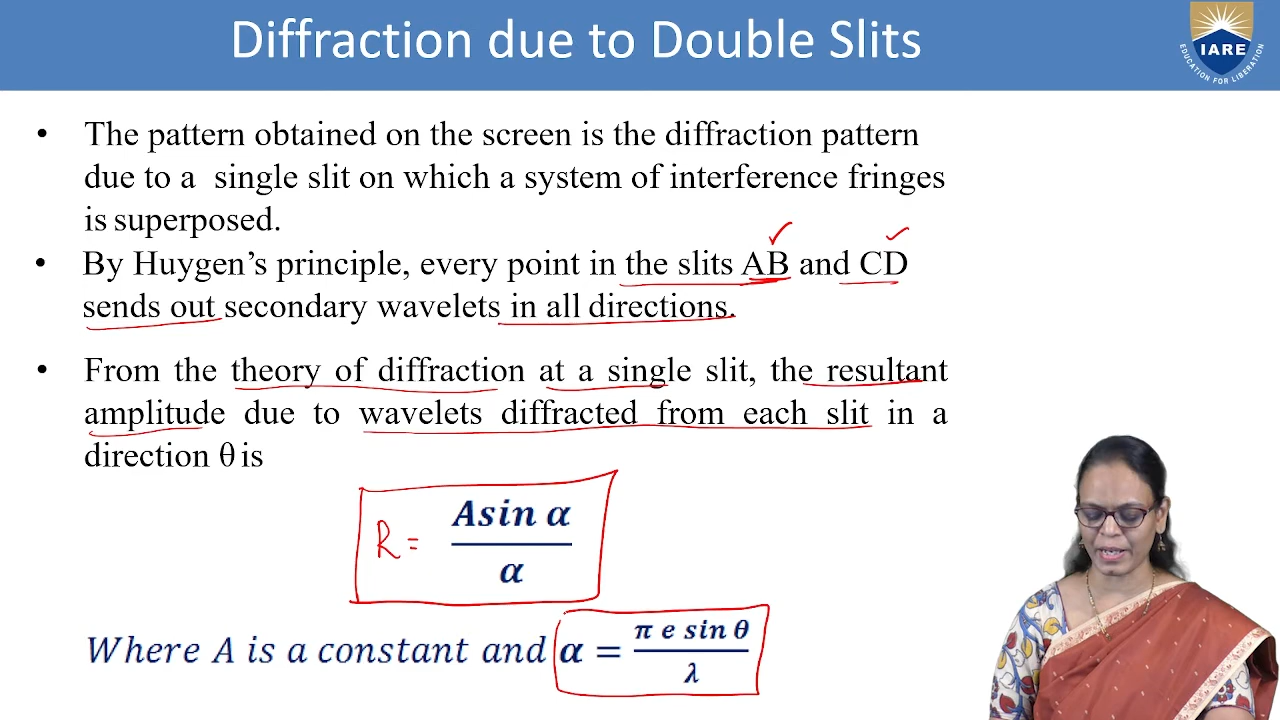 Diffraction due to Double Slits
IARE
EDUCATION FOR LIBERATION
• The pattern obtained on the screen is the diffraction pattern
due to a single slit on which a system of interference fringes
is superposed.
• By Huygen’s principle, every point in the slits AB and CD
sends out secondary wavelets in all directions.
• From the theory of diffraction at a single slit, the resultant
amplitude due to wavelets diffracted from each slit in a
direction θ is
R = Asin α / α
Where A is a constant and α = π e sin θ / λ